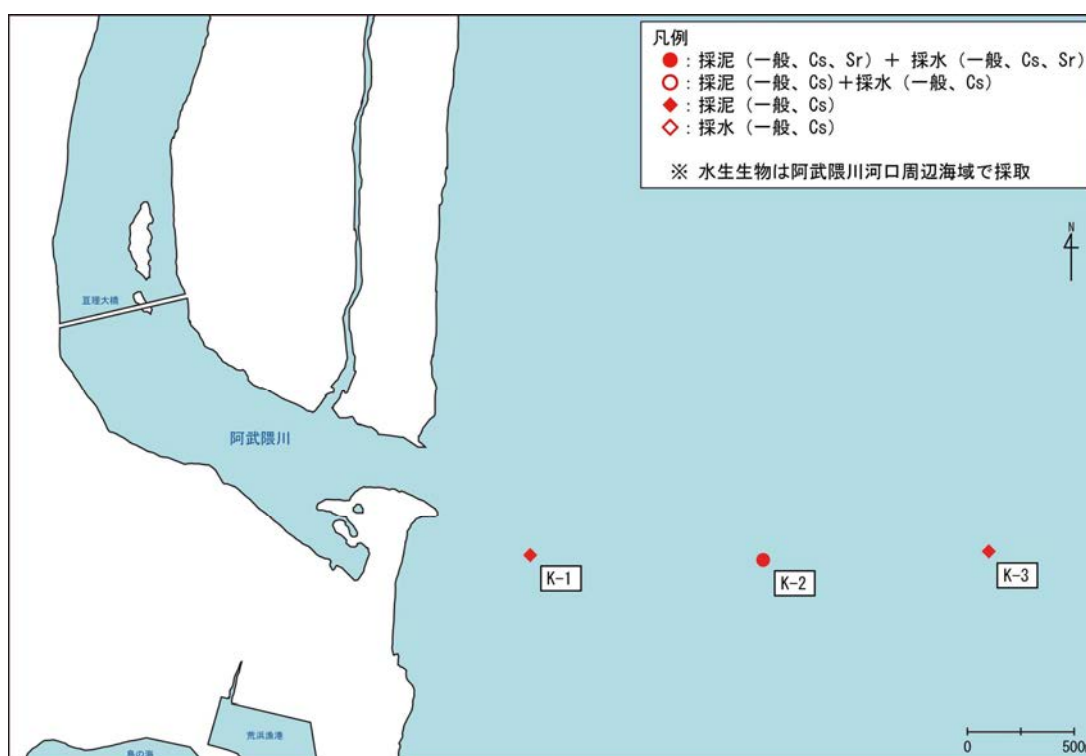 凡例
● : 採泥 (一般、Cs、Sr) + 採水 (一般、Cs、Sr)
○ : 採泥 (一般、Cs)+採水 (一般、Cs)
◆ : 採泥 (一般、Cs)
◇ : 採水 (一般、Cs)
※ 水生生物は阿武隈川河口周辺海域で採取
N
亘理大橋
阿武隈川
K-1
K-2
K-3
荒浜漁港
鳥の海
0
500